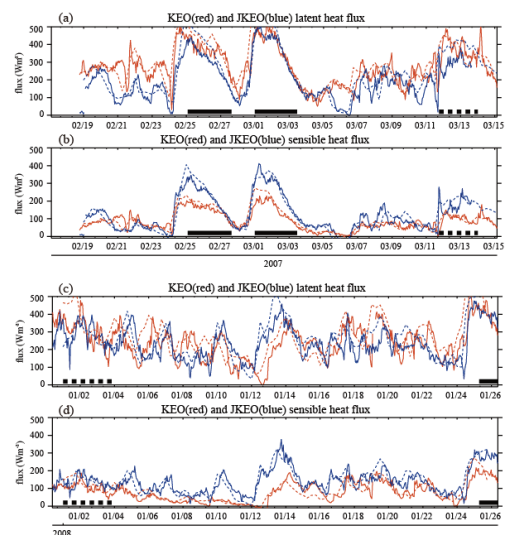 (a) KEO(red) and JKEO(blue) latent heat flux
500
400
300
200
100
0
flux (Wm²)
02/19 02/21 02/23 02/25 02/27 03/01 03/03 03/05 03/07 03/09 03/11 03/13 03/15
(b) KEO(red) and JKEO(blue) sensible heat flux
500
400
300
200
100
0
flux (Wm²)
02/19 02/21 02/23 02/25 02/27 03/01 03/03 03/05 03/07 03/09 03/11 03/13 03/15
2007
(c) KEO(red) and JKEO(blue) latent heat flux
500
400
300
200
100
0
flux (Wm⁻²)
01/02 01/04 01/06 01/08 01/10 01/12 01/14 01/16 01/18 01/20 01/22 01/24 01/26
(d) KEO(red) and JKEO(blue) sensible heat flux
500
400
300
200
100
0
flux (Wm⁻²)
01/02 01/04 01/06 01/08 01/10 01/12 01/14 01/16 01/18 01/20 01/22 01/24 01/26
2008